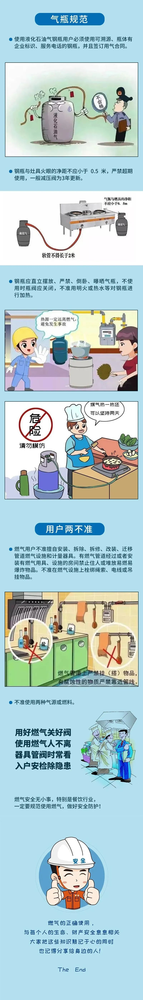 气瓶规范
使用液化石油气钢瓶用户必须使用可溯源、瓶体有
企业标识、服务电话的钢瓶，并且签订用气合同。
液化石油气
不合格
钢瓶与灶具火眼的净距不应小于 0.5 米，严禁超期
使用，一般减压阀为3年更新。
气瓶与燃具的净距
不应小于0．5m
液化气
液化气
软管不得长于2米
钢瓶应直立摆放、严禁、倒卧、曝晒气瓶，不使
用时瓶阀应关闭，不准用明火或热水等对钢瓶进
行加热。
热源一定远离燃气，
避免发生事故
煤气热一热还
可以坚持两天
危险
请勿模仿
用户两不准
燃气用户不准擅自安装、拆除、拆修、改装、迁移
管道燃气设施和计量器具。有燃气管道经过或者安
装有燃气用具、设施的房间禁止住人或堆放易燃易
爆炸物品。不准在燃气设施上栓绑绳索、电线或吊
挂物品。
醋
盐
醋
盐
燃气管道上严禁挂（搭）物品，
有腐蚀性的物质严禁靠近管线。
不准使用两种气源或燃料。
用好燃气关好阀
使用燃气人不离
器具管阀时常看
入户安检除隐患
燃气安全无小事，特别是餐饮行业，
一定要规范使用燃气，做好安全防护！
安全
燃气的正确使用，
与每个人的生命、财产安全息息相关
大家把这些知识熟记于心的同时
也记得分享给身边的人！
The End